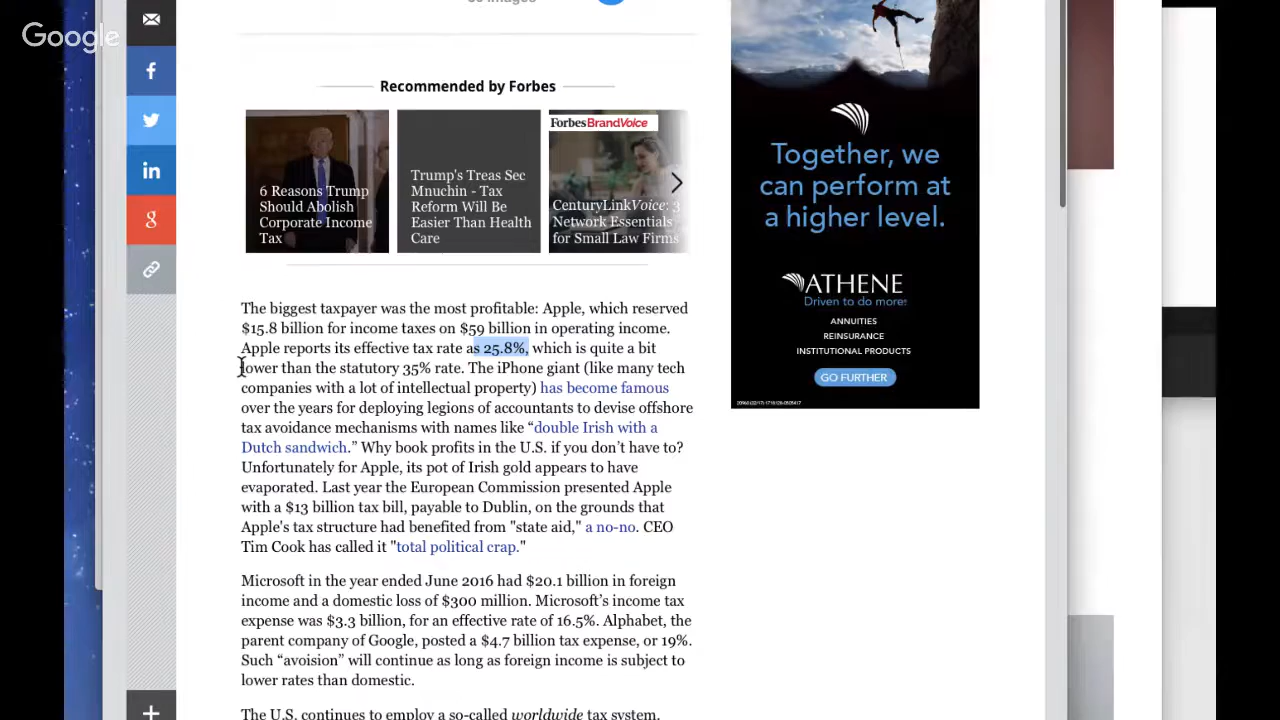 Google
Recommended by Forbes
6 Reasons Trump
Should Abolish
Corporate Income
Tax
Trump's Treas Sec
Mnuchin - Tax
Reform Will Be
Easier Than Health
Care
ForbesBrandVoice
CenturyLinkVoice: 3
Network Essentials
for Small Law Firms
Together, we
can perform at
a higher level.
ATHENE
Driven to do more
ANNUITIES
REINSURANCE
INSTITUTIONAL PRODUCTS
GO FURTHER
f
in
g
The biggest taxpayer was the most profitable: Apple, which reserved
$15.8 billion for income taxes on $59 billion in operating income.
Apple reports its effective tax rate as 25.8%, which is quite a bit
lower than the statutory 35% rate. The iPhone giant (like many tech
companies with a lot of intellectual property) has become famous
over the years for deploying legions of accountants to devise offshore
tax avoidance mechanisms with names like “double Irish with a
Dutch sandwich.” Why book profits in the U.S. if you don’t have to?
Unfortunately for Apple, its pot of Irish gold appears to have
evaporated. Last year the European Commission presented Apple
with a $13 billion tax bill, payable to Dublin, on the grounds that
Apple's tax structure had benefited from "state aid," a no-no. CEO
Tim Cook has called it "total political crap."
Microsoft in the year ended June 2016 had $20.1 billion in foreign
income and a domestic loss of $300 million. Microsoft’s income tax
expense was $3.3 billion, for an effective rate of 16.5%. Alphabet, the
parent company of Google, posted a $4.7 billion tax expense, or 19%.
Such “avoision” will continue as long as foreign income is subject to
lower rates than domestic.
The U.S. continues to employ a so-called worldwide tax system.